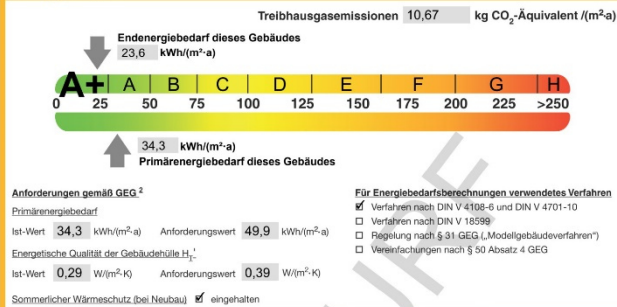 Treibhausgasemissionen 10,67 kg CO₂-Äquivalent /(m²·a)
Endenergiebedarf dieses Gebäudes
23,6 kWh/(m²·a)
A+ A B C D E F G H
0 25 50 75 100 125 150 175 200 225 >250
34,3 kWh/(m²·a)
Primärenergiebedarf dieses Gebäudes
Anforderungen gemäß GEG ²
Primärenergiebedarf
Ist-Wert 34,3 kWh/(m²·a) Anforderungswert 49,9 kWh/(m²·a)
Energetische Qualität der Gebäudehülle H_T'
Ist-Wert 0,29 W/(m²·K) Anforderungswert 0,39 W/(m²·K)
Sommerlicher Wärmeschutz (bei Neubau) ☑ eingehalten
Für Energiebedarfsberechnungen verwendetes Verfahren
☑ Verfahren nach DIN V 4108-6 und DIN V 4701-10
☐ Verfahren nach DIN V 18599
☐ Regelung nach § 31 GEG („Modellgebäudeverfahren“)
☐ Vereinfachungen nach § 50 Absatz 4 GEG
URF